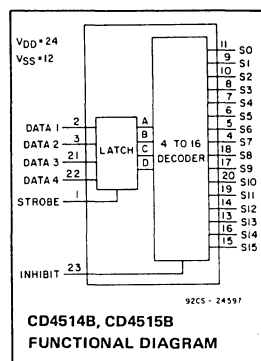 VDD = 24
VSS = 12
DATA 1 2
DATA 2 3
DATA 3 21
DATA 4 22
STROBE 1
INHIBIT 23
LATCH
A
B
C
D
4 TO 16
DECODER
11 S0
9 S1
10 S2
8 S3
7 S4
6 S5
5 S6
4 S7
18 S8
17 S9
20 S10
19 S11
14 S12
13 S13
16 S14
15 S15
92CS - 24597
CD4514B, CD4515B
FUNCTIONAL DIAGRAM